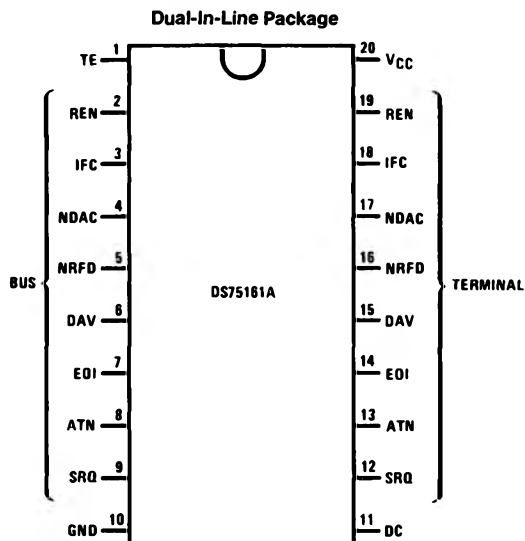 Dual-In-Line Package
TE 1 20 VCC
REN 2 19 REN
IFC 3 18 IFC
NDAC 4 17 NDAC
NRFD 5 16 NRFD
BUS DS75161A TERMINAL
DAV 6 15 DAV
EOI 7 14 EOI
ATN 8 13 ATN
SRQ 9 12 SRQ
GND 10 11 DC